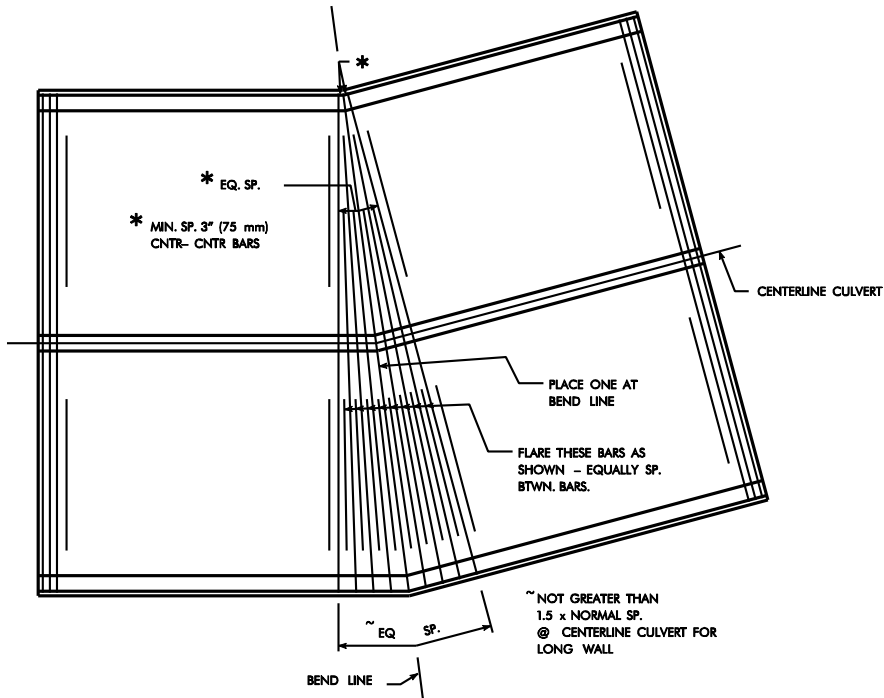 *
* EQ. SP.
* MIN. SP. 3" (75 mm)
CNTR– CNTR BARS
CENTERLINE CULVERT
PLACE ONE AT
BEND LINE
FLARE THESE BARS AS
SHOWN – EQUALLY SP.
BTWN. BARS.
~ NOT GREATER THAN
1.5 x NORMAL SP.
@ CENTERLINE CULVERT FOR
LONG WALL
~ EQ SP.
BEND LINE